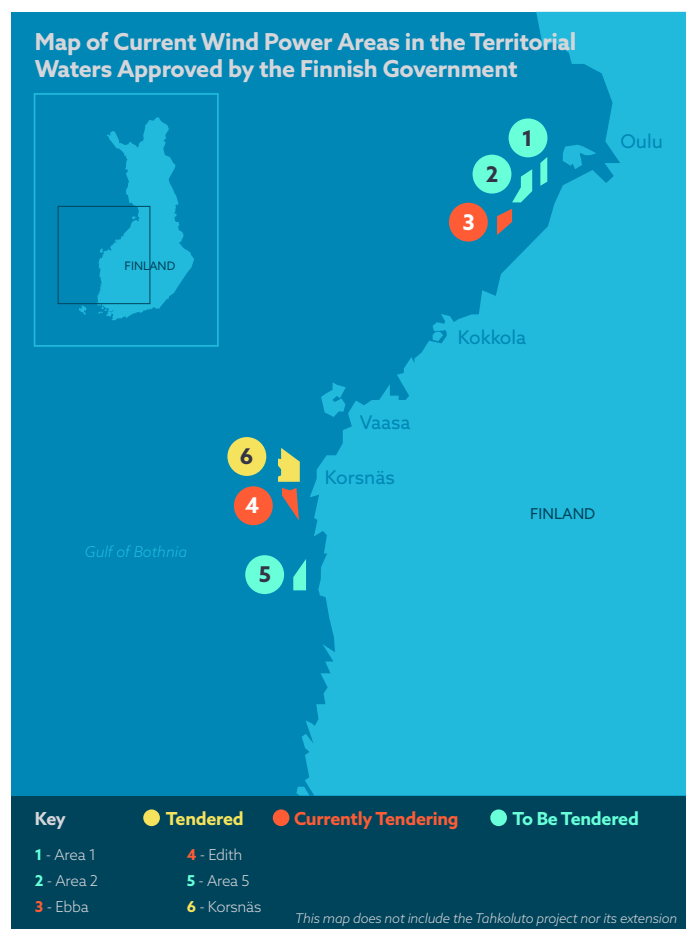 Map of Current Wind Power Areas in the Territorial
Waters Approved by the Finnish Government
FINLAND
1
Oulu
2
3
Kokkola
Vaasa
6
Korsnäs
4
FINLAND
Gulf of Bothnia
5
Key
Tendered
Currently Tendering
To Be Tendered
1 - Area 1
2 - Area 2
3 - Ebba
4 - Edith
5 - Area 5
6 - Korsnäs
This map does not include the Tahkoluto project nor its extension